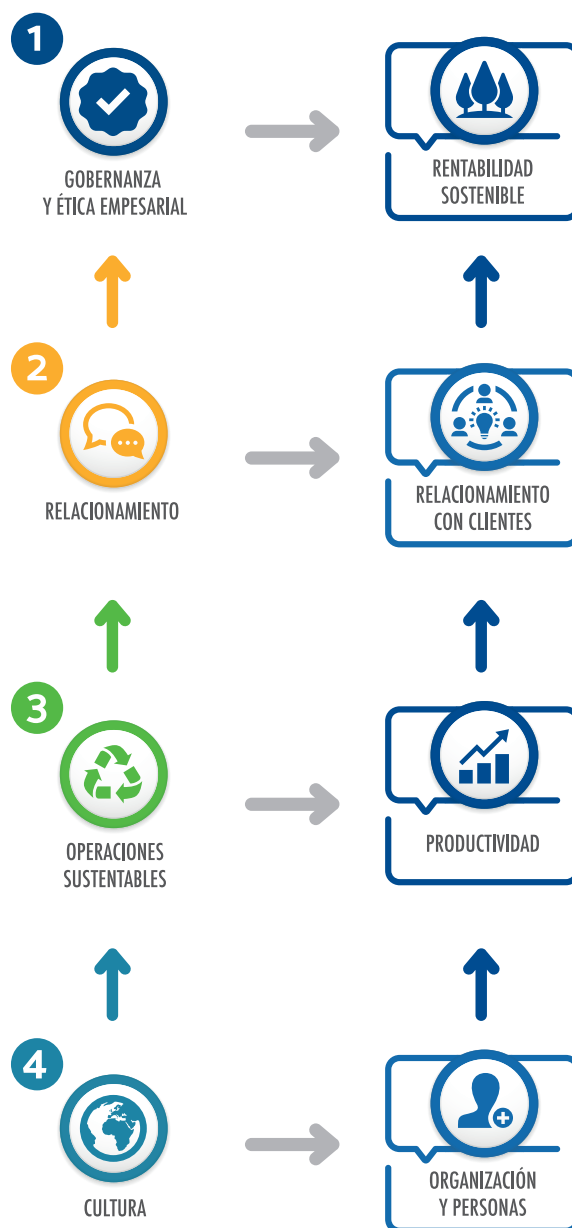 1
GOBERNANZA
Y ÉTICA EMPESARIAL
RENTABILIDAD
SOSTENIBLE
2
RELACIONAMIENTO
RELACIONAMIENTO
CON CLIENTES
3
OPERACIONES
SUSTENTABLES
PRODUCTIVIDAD
4
CULTURA
ORGANIZACIÓN
Y PERSONAS